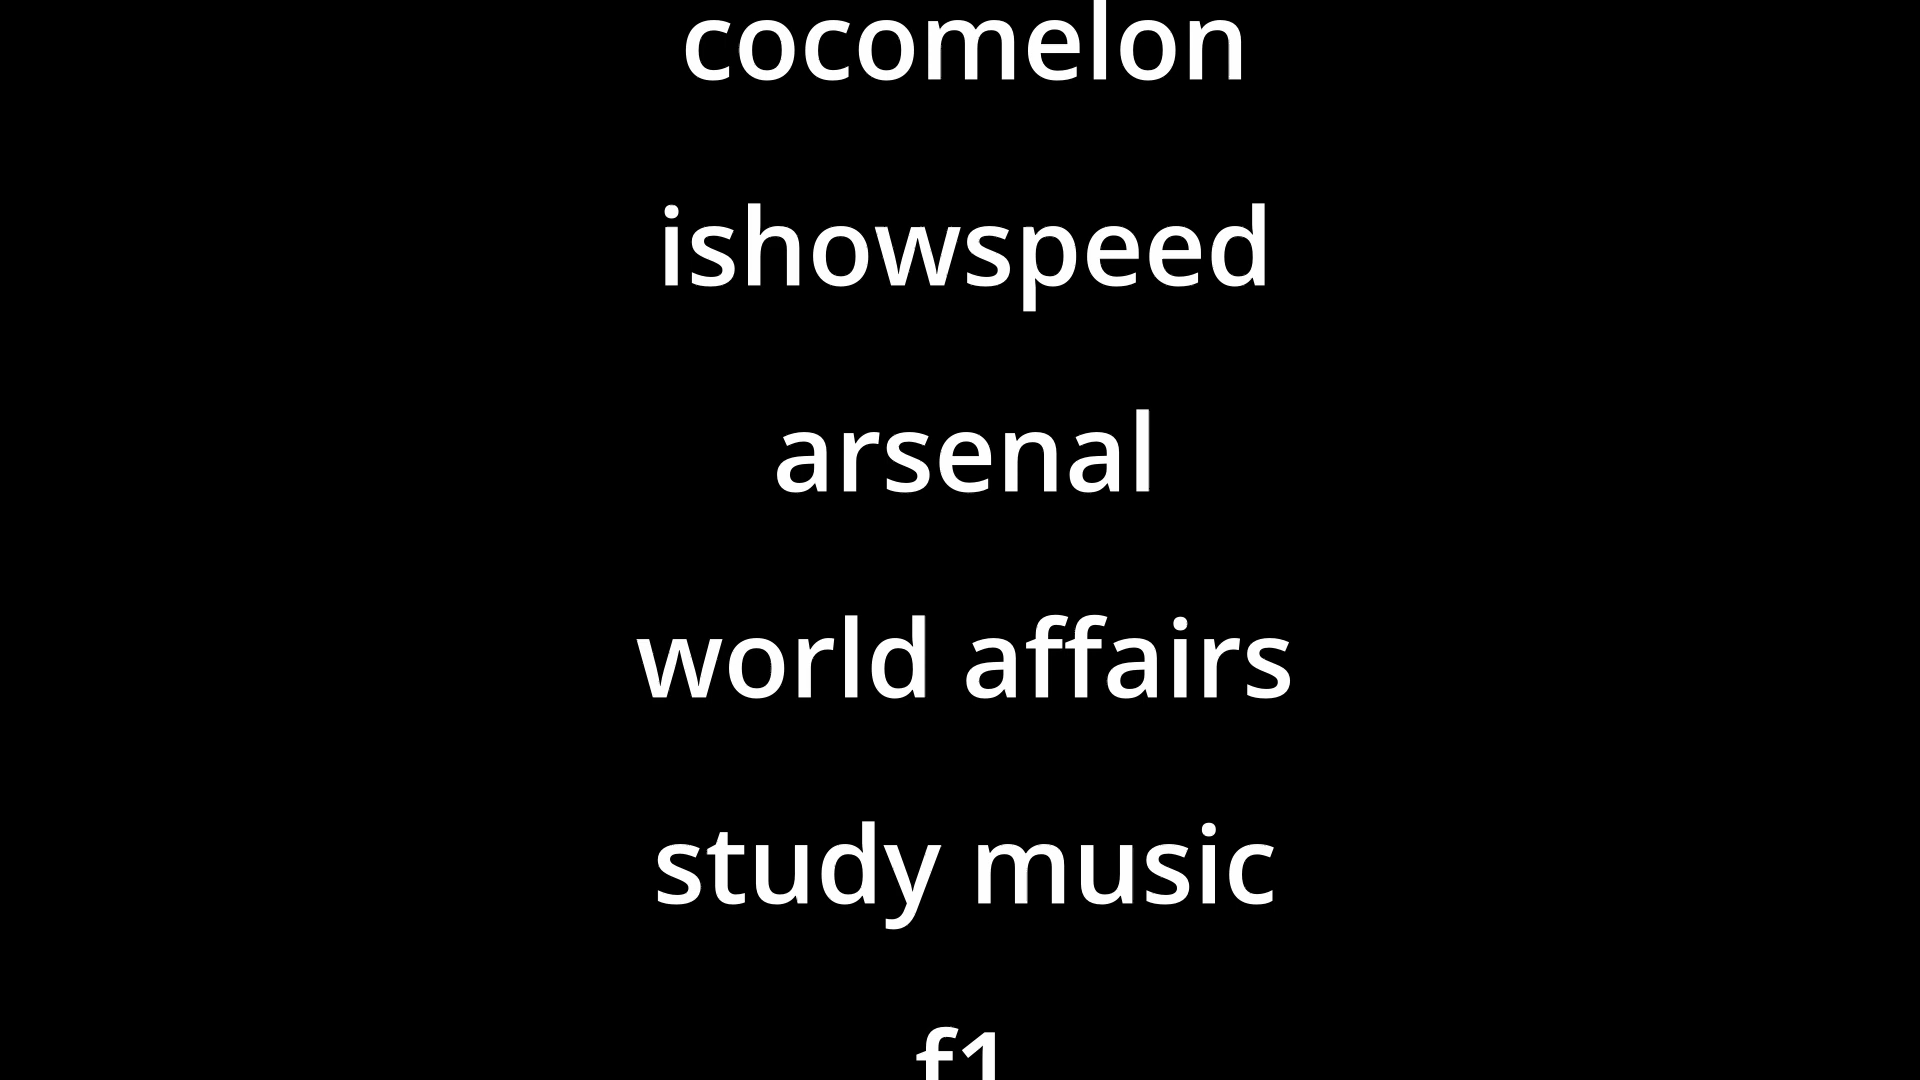 cocomelon
ishowspeed
arsenal
world affairs
study music
f1